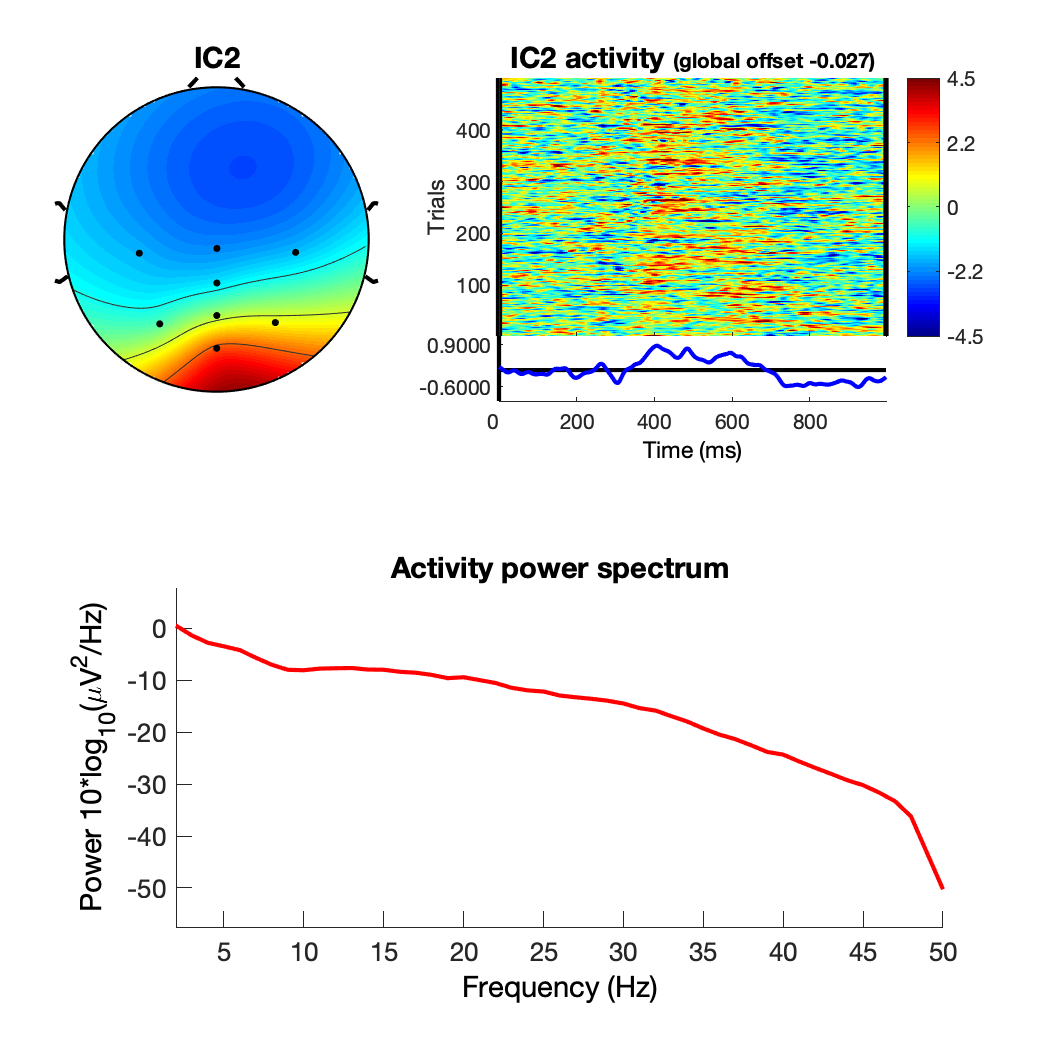 IC2
IC2 activity (global offset -0.027)
Trials
400
300
200
100
4.5
2.2
0
-2.2
-4.5
0.9000
-0.6000
0 200 400 600 800
Time (ms)
Activity power spectrum
Power 10*log10(μV2/Hz)
0
-10
-20
-30
-40
-50
5 10 15 20 25 30 35 40 45 50
Frequency (Hz)